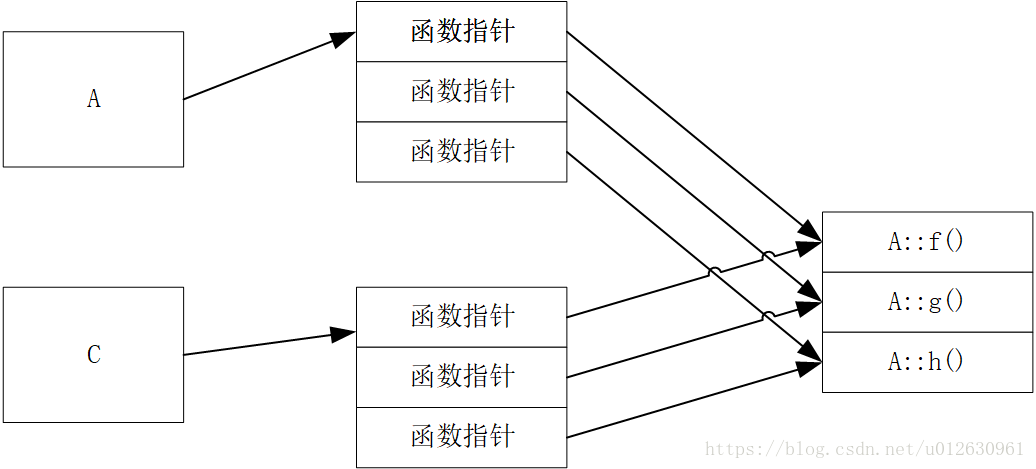 A
函数指针
函数指针
函数指针
A::f()
A::g()
A::h()
C
函数指针
函数指针
函数指针
https://blog.csdn.net/u012630961